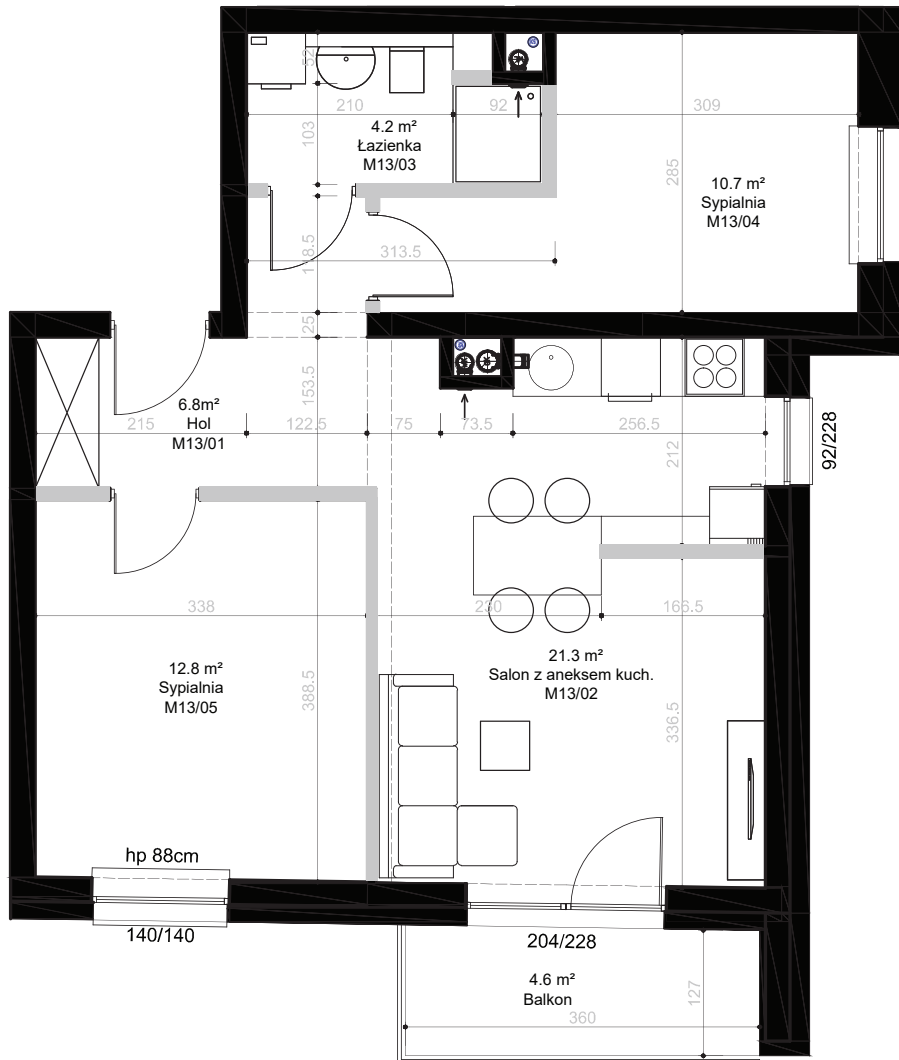 52
210
92
309
103
4.2 m²
Łazienka
M13/03
285
10.7 m²
Sypialnia
M13/04
118.5
313.5
25
153.5
6.8m²
Hol
M13/01
215
122.5
75
73.5
256.5
212
92/228
338
230
166.5
12.8 m²
Sypialnia
M13/05
388.5
21.3 m²
Salon z aneksem kuch.
M13/02
336.5
hp 88cm
140/140
204/228
4.6 m²
Balkon
127
360